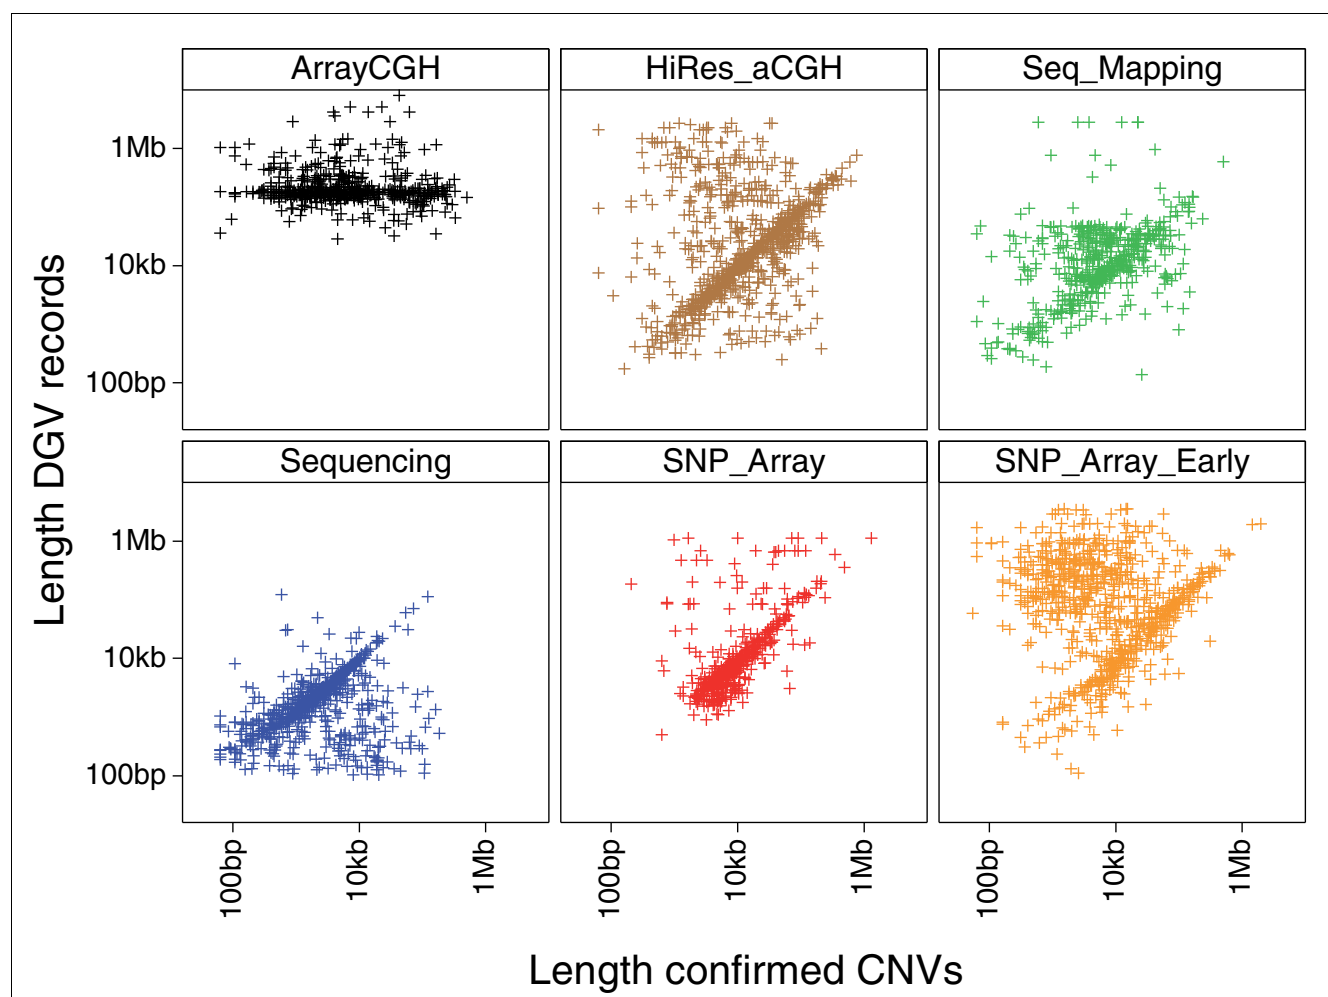 ArrayCGH
HiRes_aCGH
Seq_Mapping
1Mb
10kb
100bp
Length DGV records
Sequencing
SNP_Array
SNP_Array_Early
1Mb
10kb
100bp
100bp
10kb
1Mb
100bp
10kb
1Mb
100bp
10kb
1Mb
Length confirmed CNVs